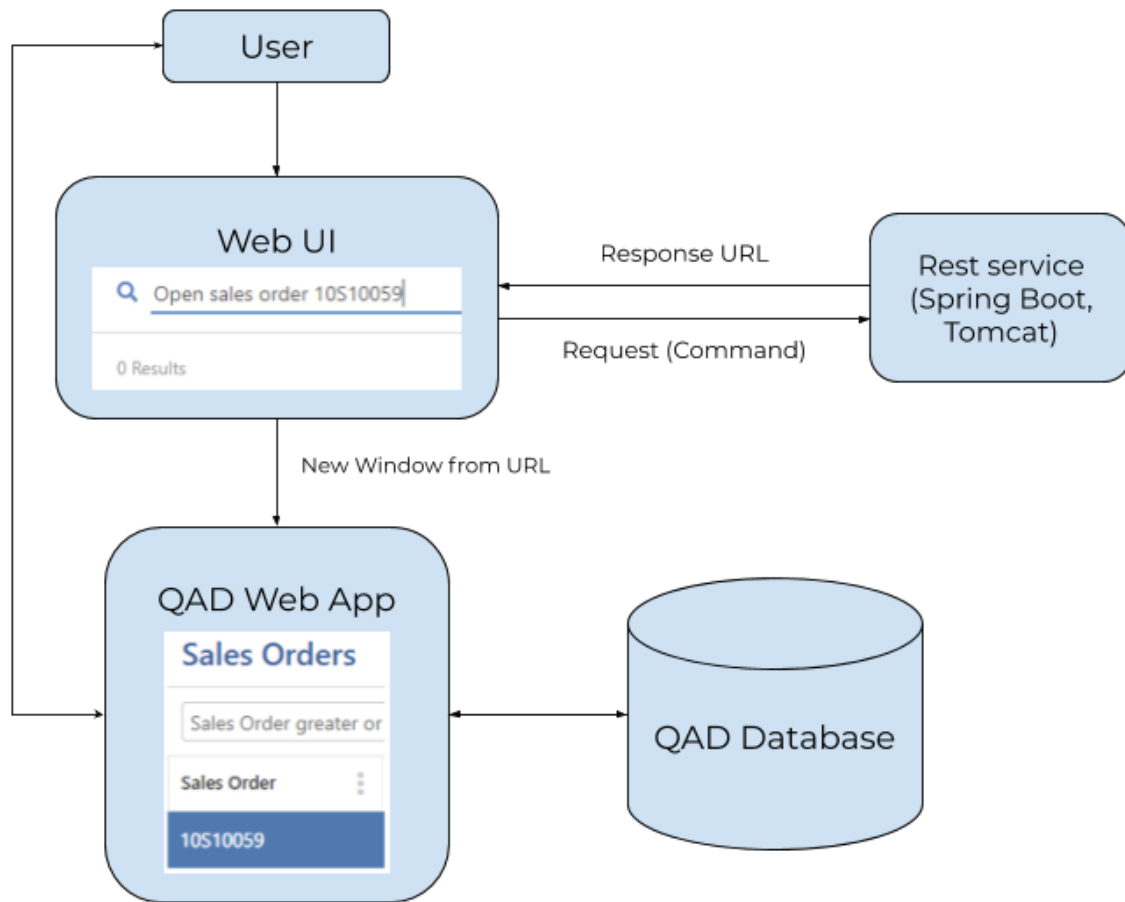 User
Web UI
Open sales order 10S10059
0 Results
Response URL
Request (Command)
Rest service
(Spring Boot,
Tomcat)
New Window from URL
QAD Web App
Sales Orders
Sales Order greater or
Sales Order
10S10059
QAD Database